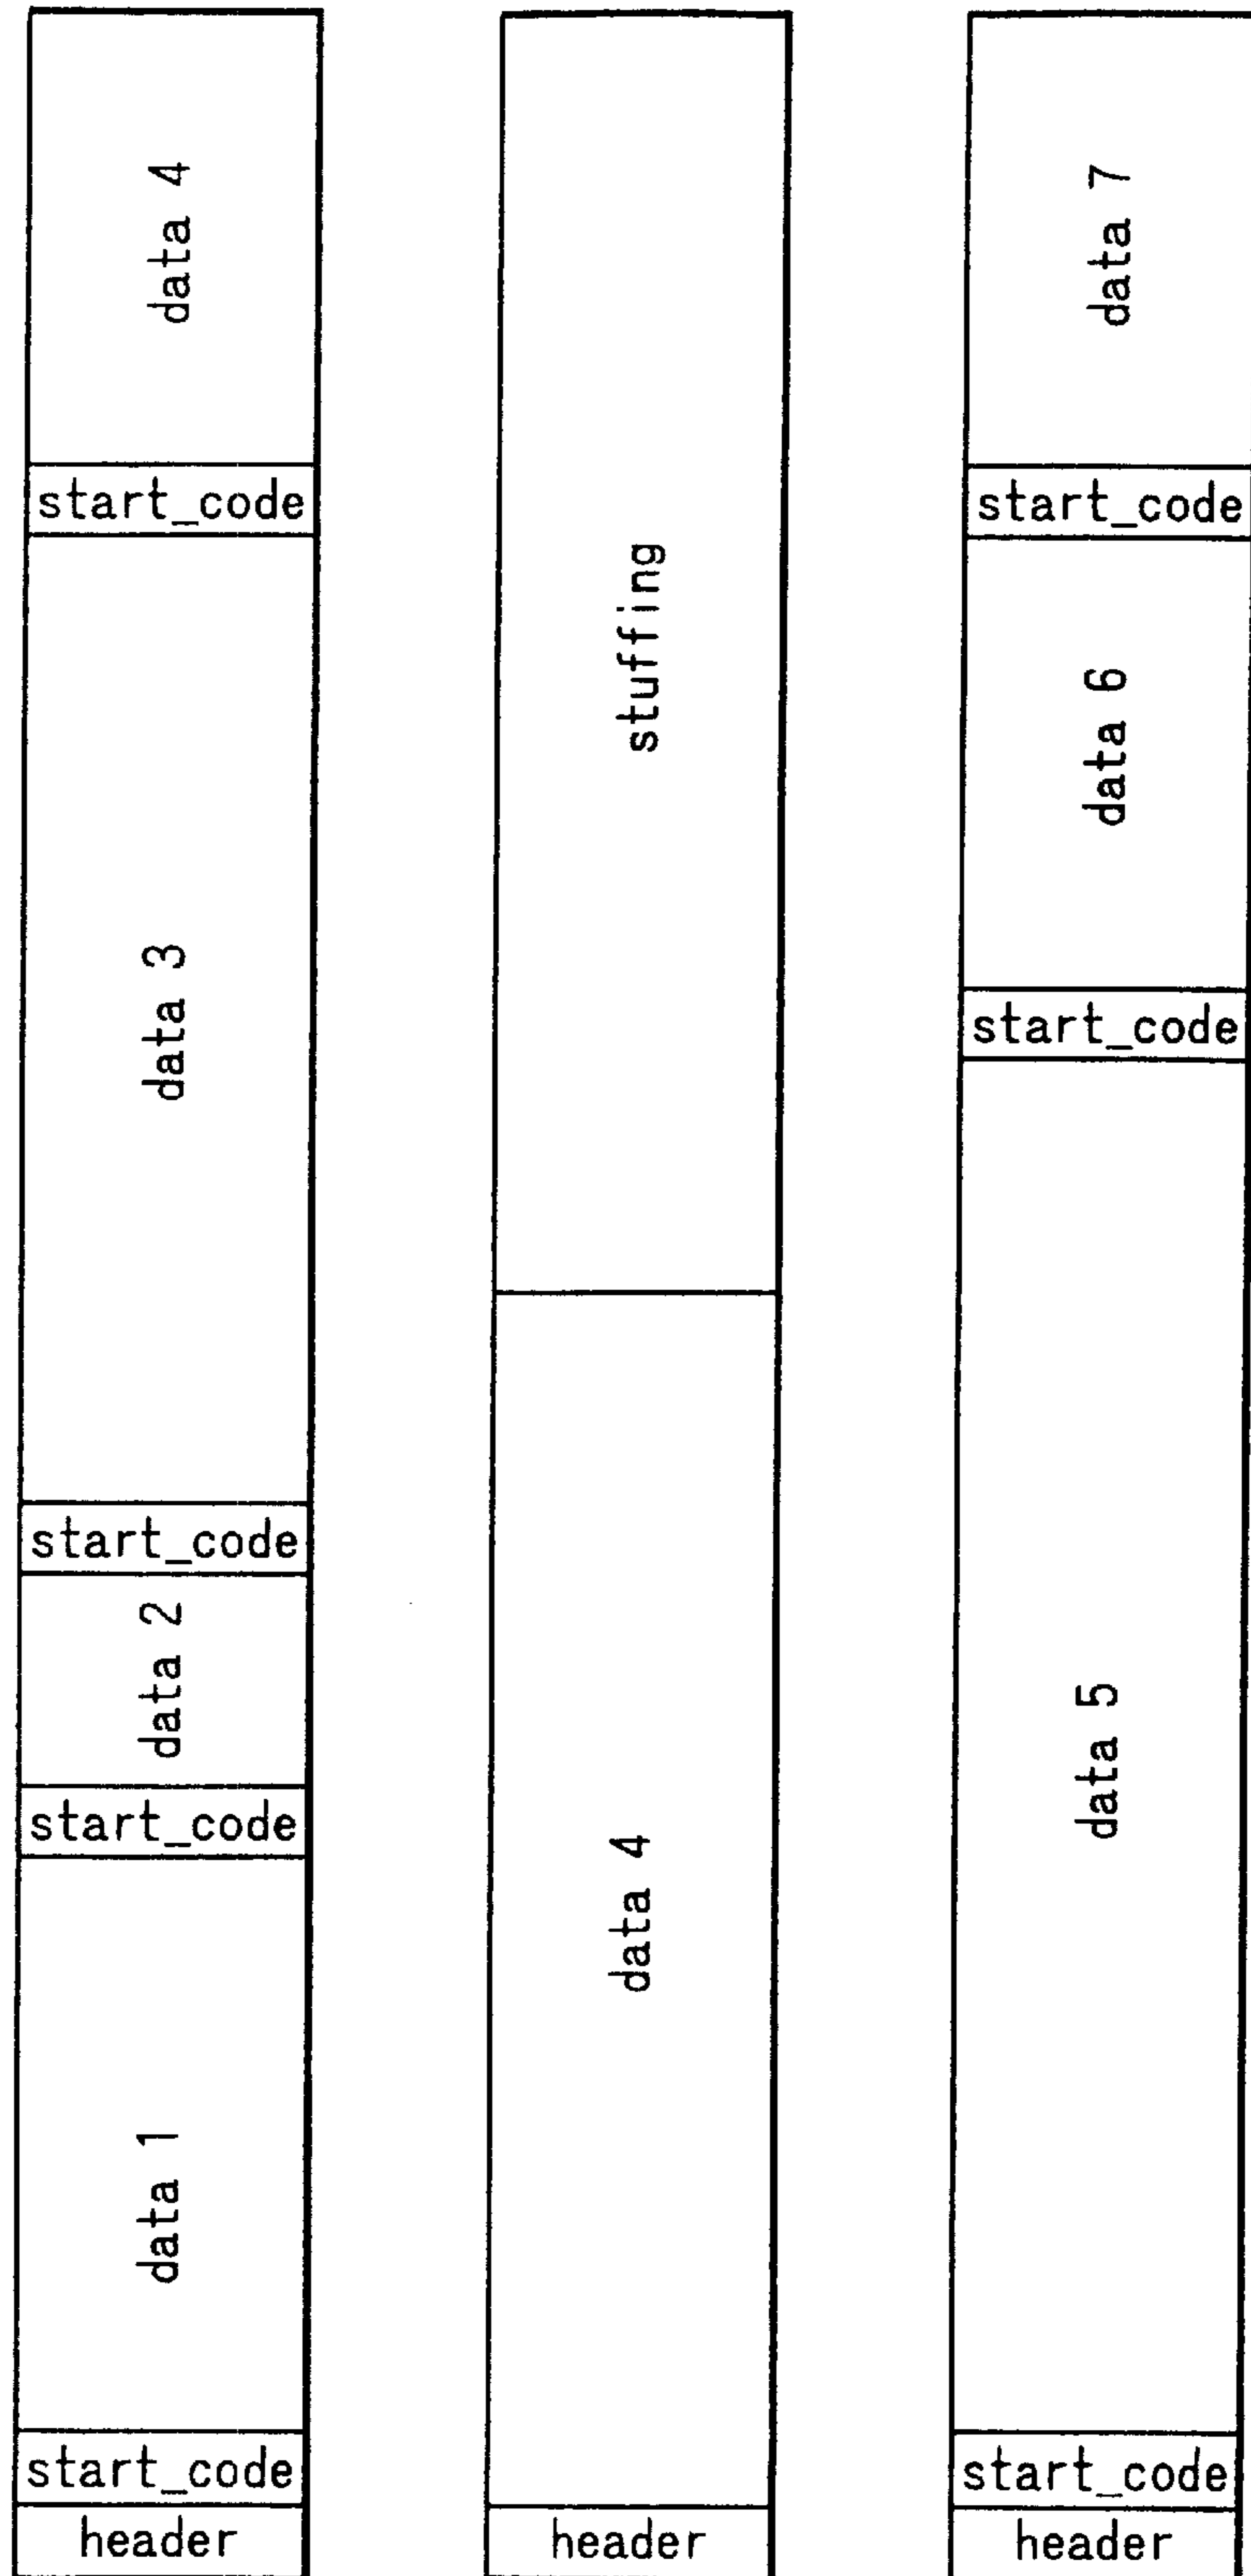 data 4
start_code
data 3
start_code
data 2
start_code
data 1
start_code
header
stuffing
data 4
header
data 7
start_code
data 6
start_code
data 5
start_code
header